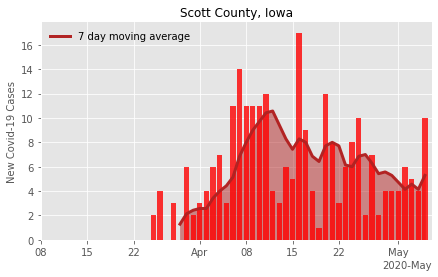 Scott County, Iowa
7 day moving average
New Covid-19 Cases
16
14
12
10
8
6
4
2
0
08 15 22 Apr 08 15 22 May
2020-May